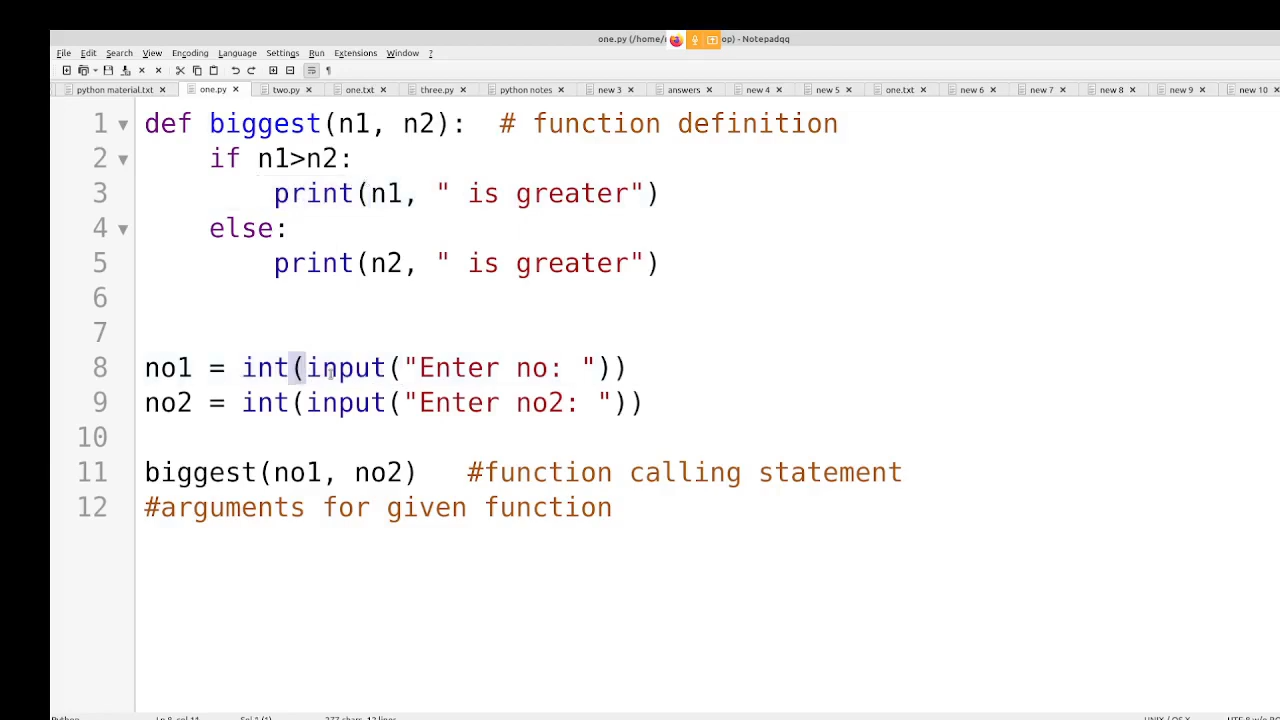 one.py (/home/ op) - Notepadqq
File Edit Search View Encoding Language Settings Run Extensions Window ?
python material.txt one.py two.py one.txt three.py python notes new 3 answers new 4 new 5 one.txt new 6 new 7 new 8 new 9 new 10
1 def biggest(n1, n2):  # function definition
2     if n1>n2:
3         print(n1, " is greater")
4     else:
5         print(n2, " is greater")
6
7
8 no1 = int(input("Enter no: "))
9 no2 = int(input("Enter no2: "))
10
11 biggest(no1, no2)   #function calling statement
12 #arguments for given function